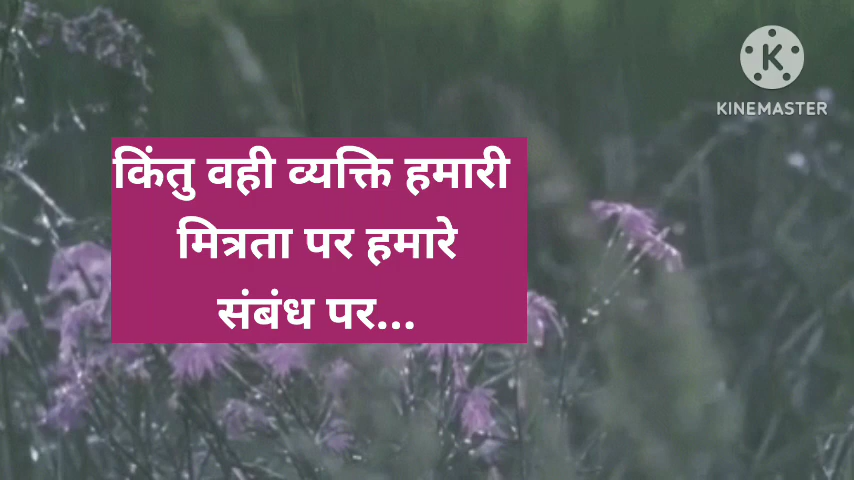 KINEMASTER
किंतु वही व्यक्ति हमारी
मित्रता पर हमारे
संबंध पर...